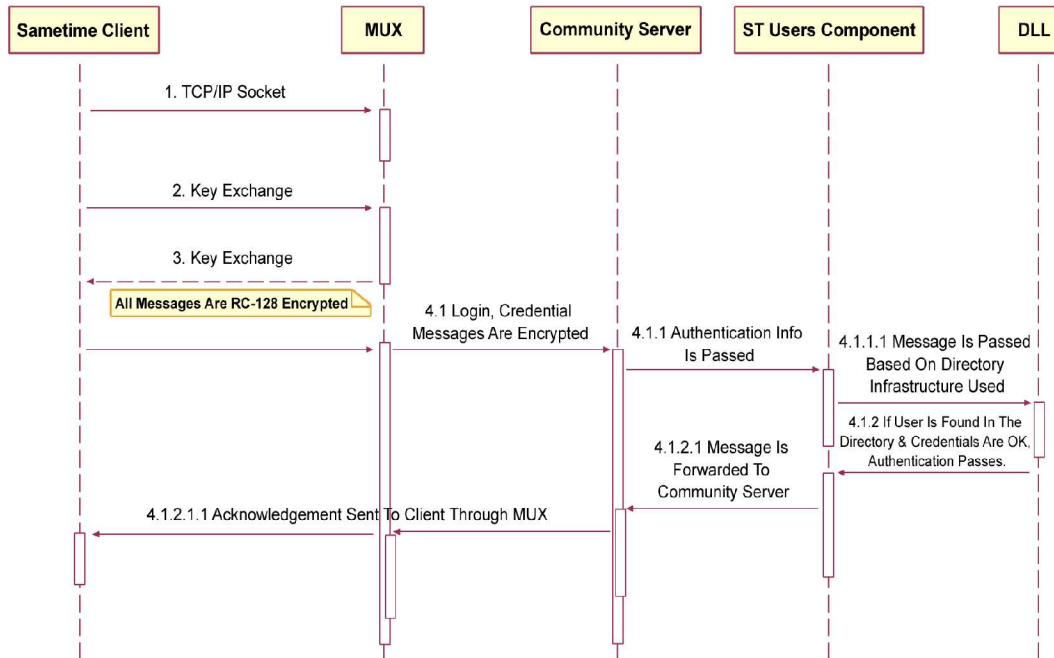 Sametime Client
MUX
Community Server
ST Users Component
DLL
1. TCP/IP Socket
2. Key Exchange
3. Key Exchange
All Messages Are RC-128 Encrypted
4.1 Login, Credential
Messages Are Encrypted
4.1.1 Authentication Info
Is Passed
4.1.1.1 Message Is Passed
Based On Directory
Infrastructure Used
4.1.2 If User Is Found In The
Directory & Credentials Are OK,
Authentication Passes.
4.1.2.1 Message Is
Forwarded To
Community Server
4.1.2.1.1 Acknowledgement Sent To Client Through MUX